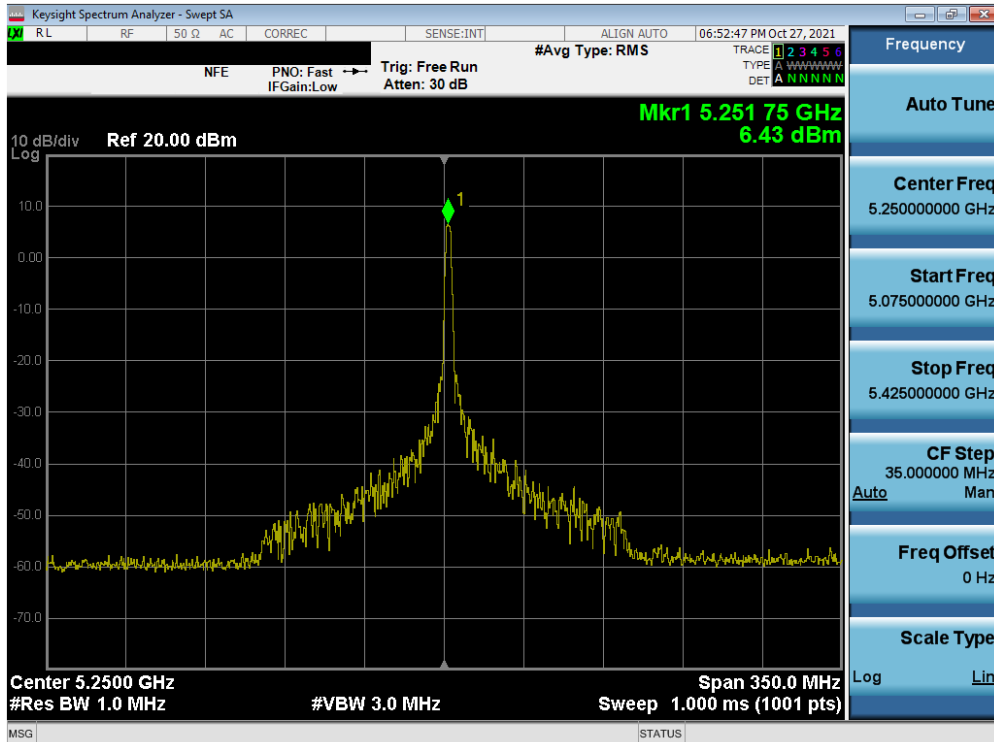 Keysight Spectrum Analyzer - Swept SA
LXI RL RF 50 Ω AC CORREC SENSE:INT ALIGN AUTO 06:52:47 PM Oct 27, 2021
NFE PNO: Fast Trig: Free Run #Avg Type: RMS TRACE 1 2 3 4 5 6
IFGain:Low Atten: 30 dB TYPE A WWWWW
DET A N N N N N
Mkr1 5.251 75 GHz
6.43 dBm
10 dB/div Ref 20.00 dBm
Log
1
10.0
0.00
-10.0
-20.0
-30.0
-40.0
-50.0
-60.0
-70.0
Center 5.2500 GHz Span 350.0 MHz
#Res BW 1.0 MHz #VBW 3.0 MHz Sweep 1.000 ms (1001 pts)
MSG STATUS
Frequency
Auto Tune
Center Freq
5.250000000 GHz
Start Freq
5.075000000 GHz
Stop Freq
5.425000000 GHz
CF Step
35.000000 MHz
Auto Man
Freq Offset
0 Hz
Scale Type
Log Lin